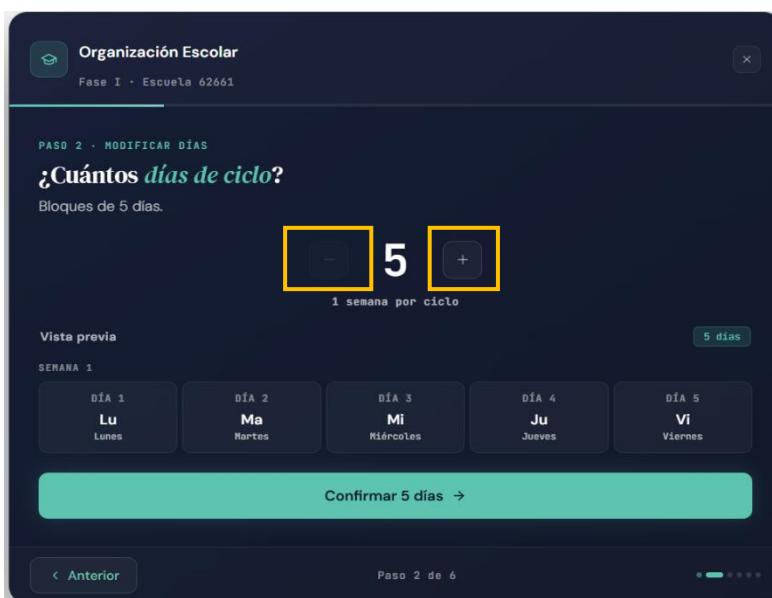 Organización Escolar
Fase I · Escuela 62661
×
PASO 2 · MODIFICAR DÍAS
¿Cuántos días de ciclo?
Bloques de 5 días.
− 5 +
1 semana por ciclo
Vista previa 5 días
SEMANA 1
DÍA 1 DÍA 2 DÍA 3 DÍA 4 DÍA 5
Lu Ma Mi Ju Vi
Lunes Martes Miércoles Jueves Viernes
Confirmar 5 días →
‹ Anterior Paso 2 de 6